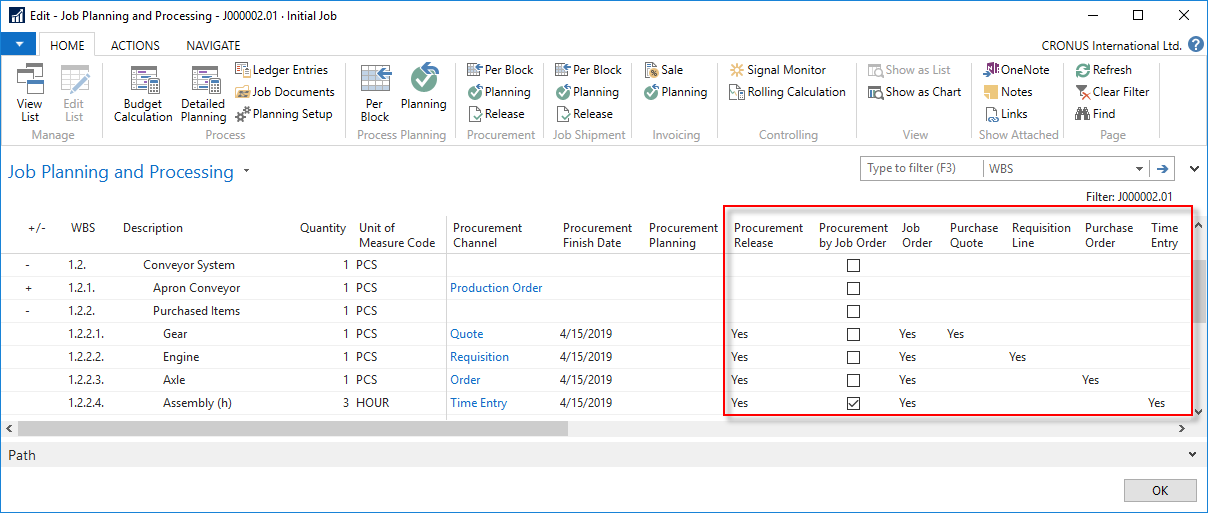 Edit - Job Planning and Processing - J000002.01 · Initial Job
HOME ACTIONS NAVIGATE CRONUS International Ltd. ?
View List
Edit List
Manage
Budget Calculation
Detailed Planning
Ledger Entries
Job Documents
Planning Setup
Process
Per Block
Planning
Process Planning
Per Block
Planning
Release
Procurement
Per Block
Planning
Release
Job Shipment
Sale
Planning
Invoicing
Signal Monitor
Rolling Calculation
Controlling
Show as List
Show as Chart
View
OneNote
Notes
Links
Show Attached
Refresh
Clear Filter
Find
Page
Job Planning and Processing
Type to filter (F3) WBS
Filter: J000002.01
+/- WBS Description Quantity Unit of Measure Code Procurement Channel Procurement Finish Date Procurement Planning Procurement Release Procurement by Job Order Job Order Purchase Quote Requisition Line Purchase Order Time Entry
- 1.2. Conveyor System 1 PCS
+ 1.2.1. Apron Conveyor 1 PCS Production Order
- 1.2.2. Purchased Items 1 PCS
1.2.2.1. Gear 1 PCS Quote 4/15/2019 Yes Yes Yes
1.2.2.2. Engine 1 PCS Requisition 4/15/2019 Yes Yes Yes
1.2.2.3. Axle 1 PCS Order 4/15/2019 Yes Yes Yes
1.2.2.4. Assembly (h) 3 HOUR Time Entry 4/15/2019 Yes Yes Yes
Path
OK